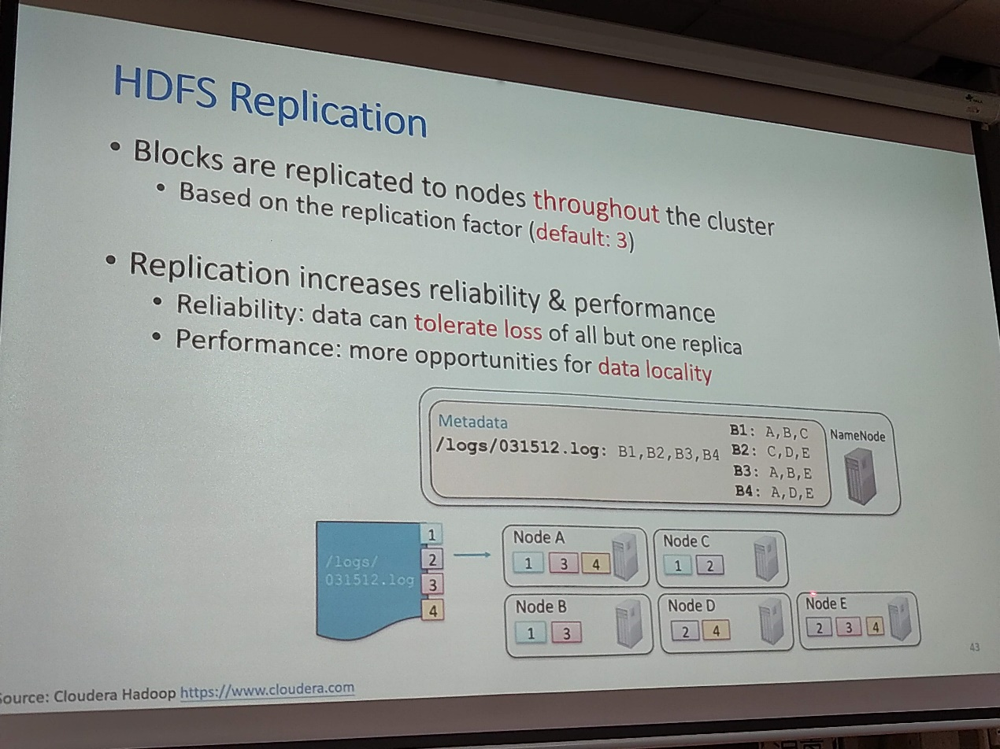 HDFS Replication
• Blocks are replicated to nodes throughout the cluster
• Based on the replication factor (default: 3)
• Replication increases reliability & performance
• Reliability: data can tolerate loss of all but one replica
• Performance: more opportunities for data locality
Metadata
/logs/031512.log: B1,B2,B3,B4
B1: A,B,C
B2: C,D,E
B3: A,B,E
B4: A,D,E
NameNode
/logs/
031512.log
1
2
3
4
Node A
1 3 4
Node C
1 2
Node B
1 3
Node D
2 4
Node E
2 3 4
43
Source: Cloudera Hadoop https://www.cloudera.com